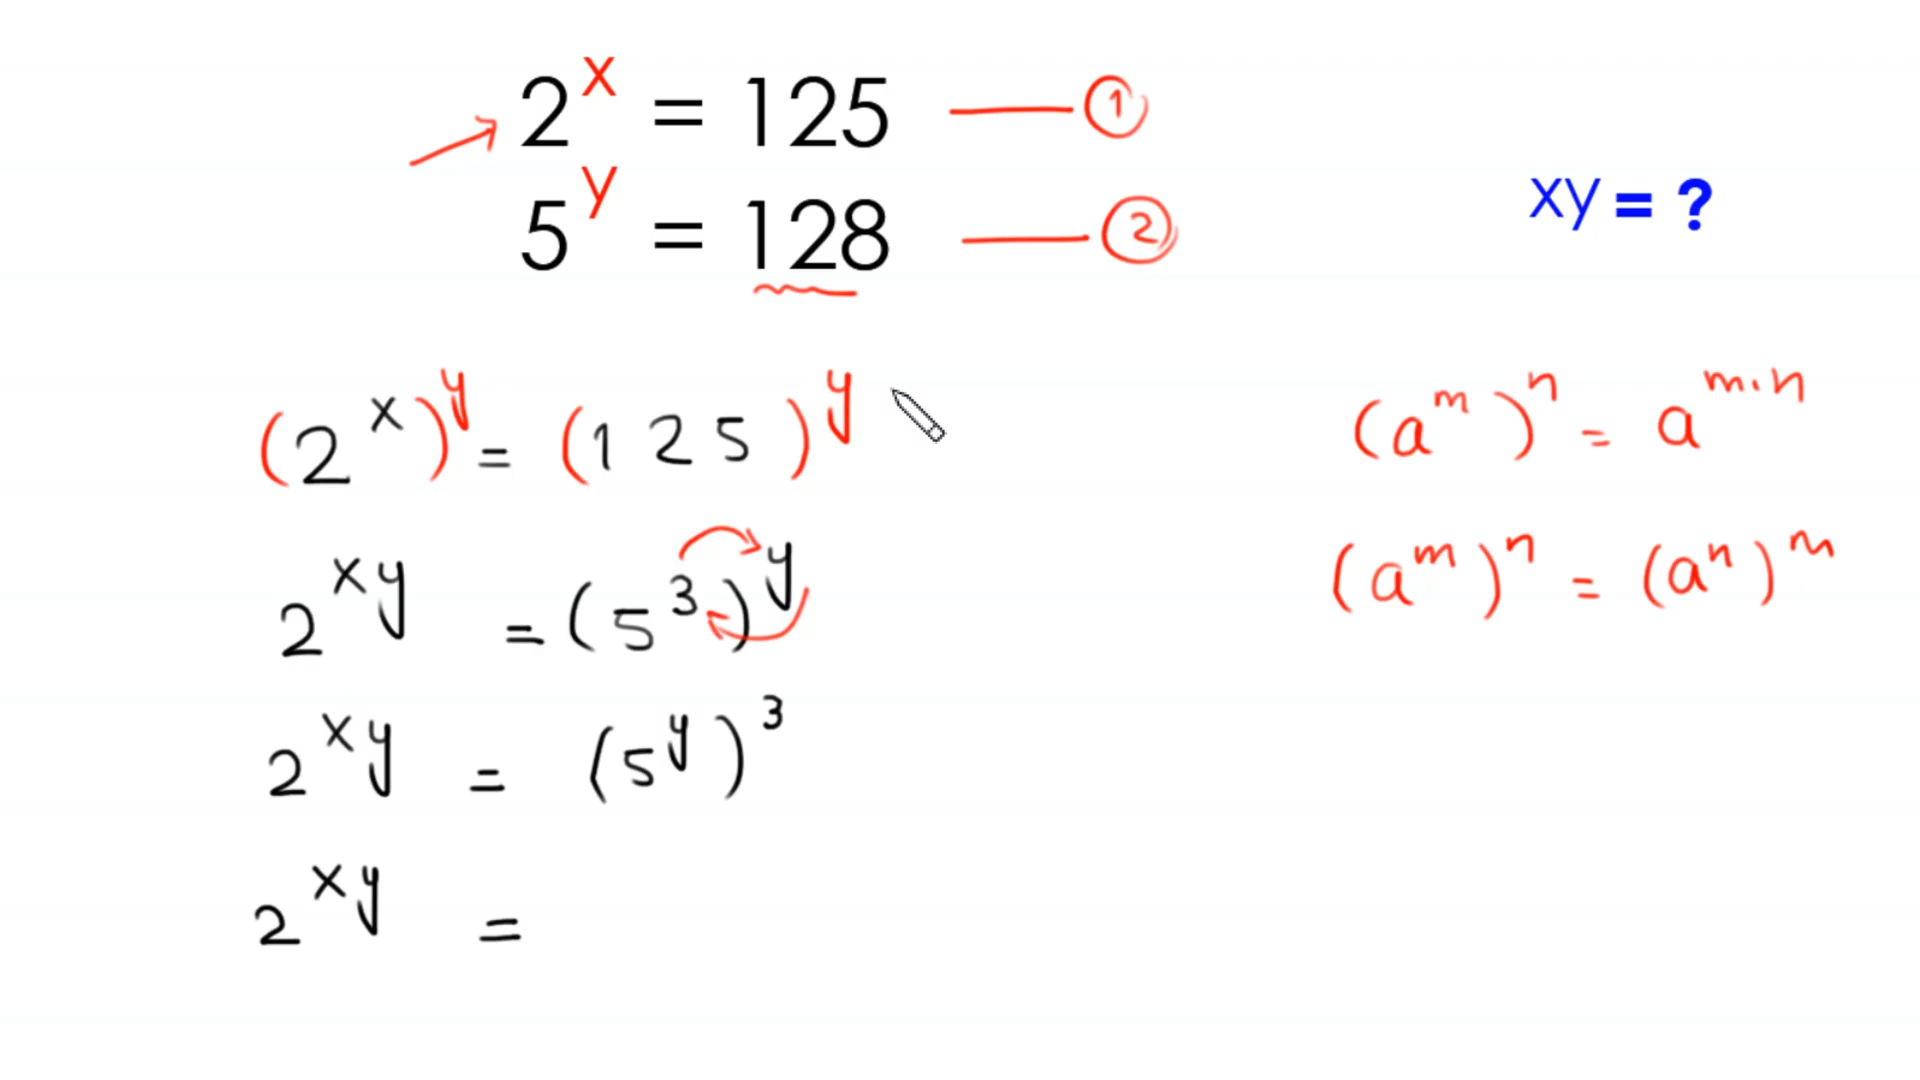 2^x = 125 —— ①
5^y = 128 —— ②
xy = ?
(2^x)^y = (125)^y
2^xy = (5^3)^y
2^xy = (5^y)^3
2^xy =
(a^m)^n = a^m·n
(a^m)^n = (a^n)^m